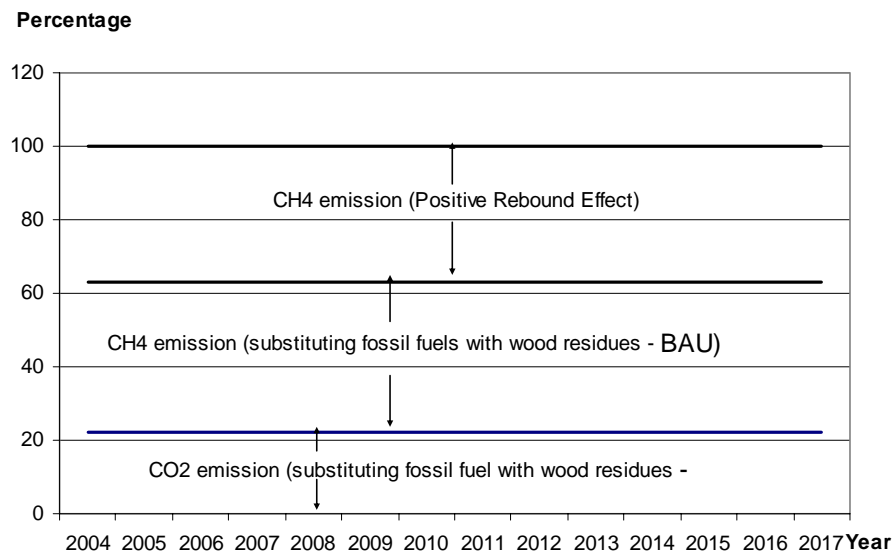 Percentage
120
100
CH4 emission (Positive Rebound Effect)
80
60
CH4 emission (substituting fossil fuels with wood residues - BAU)
40
20
CO2 emission (substituting fossil fuel with wood residues -
0
2004 2005 2006 2007 2008 2009 2010 2011 2012 2013 2014 2015 2016 2017 Year